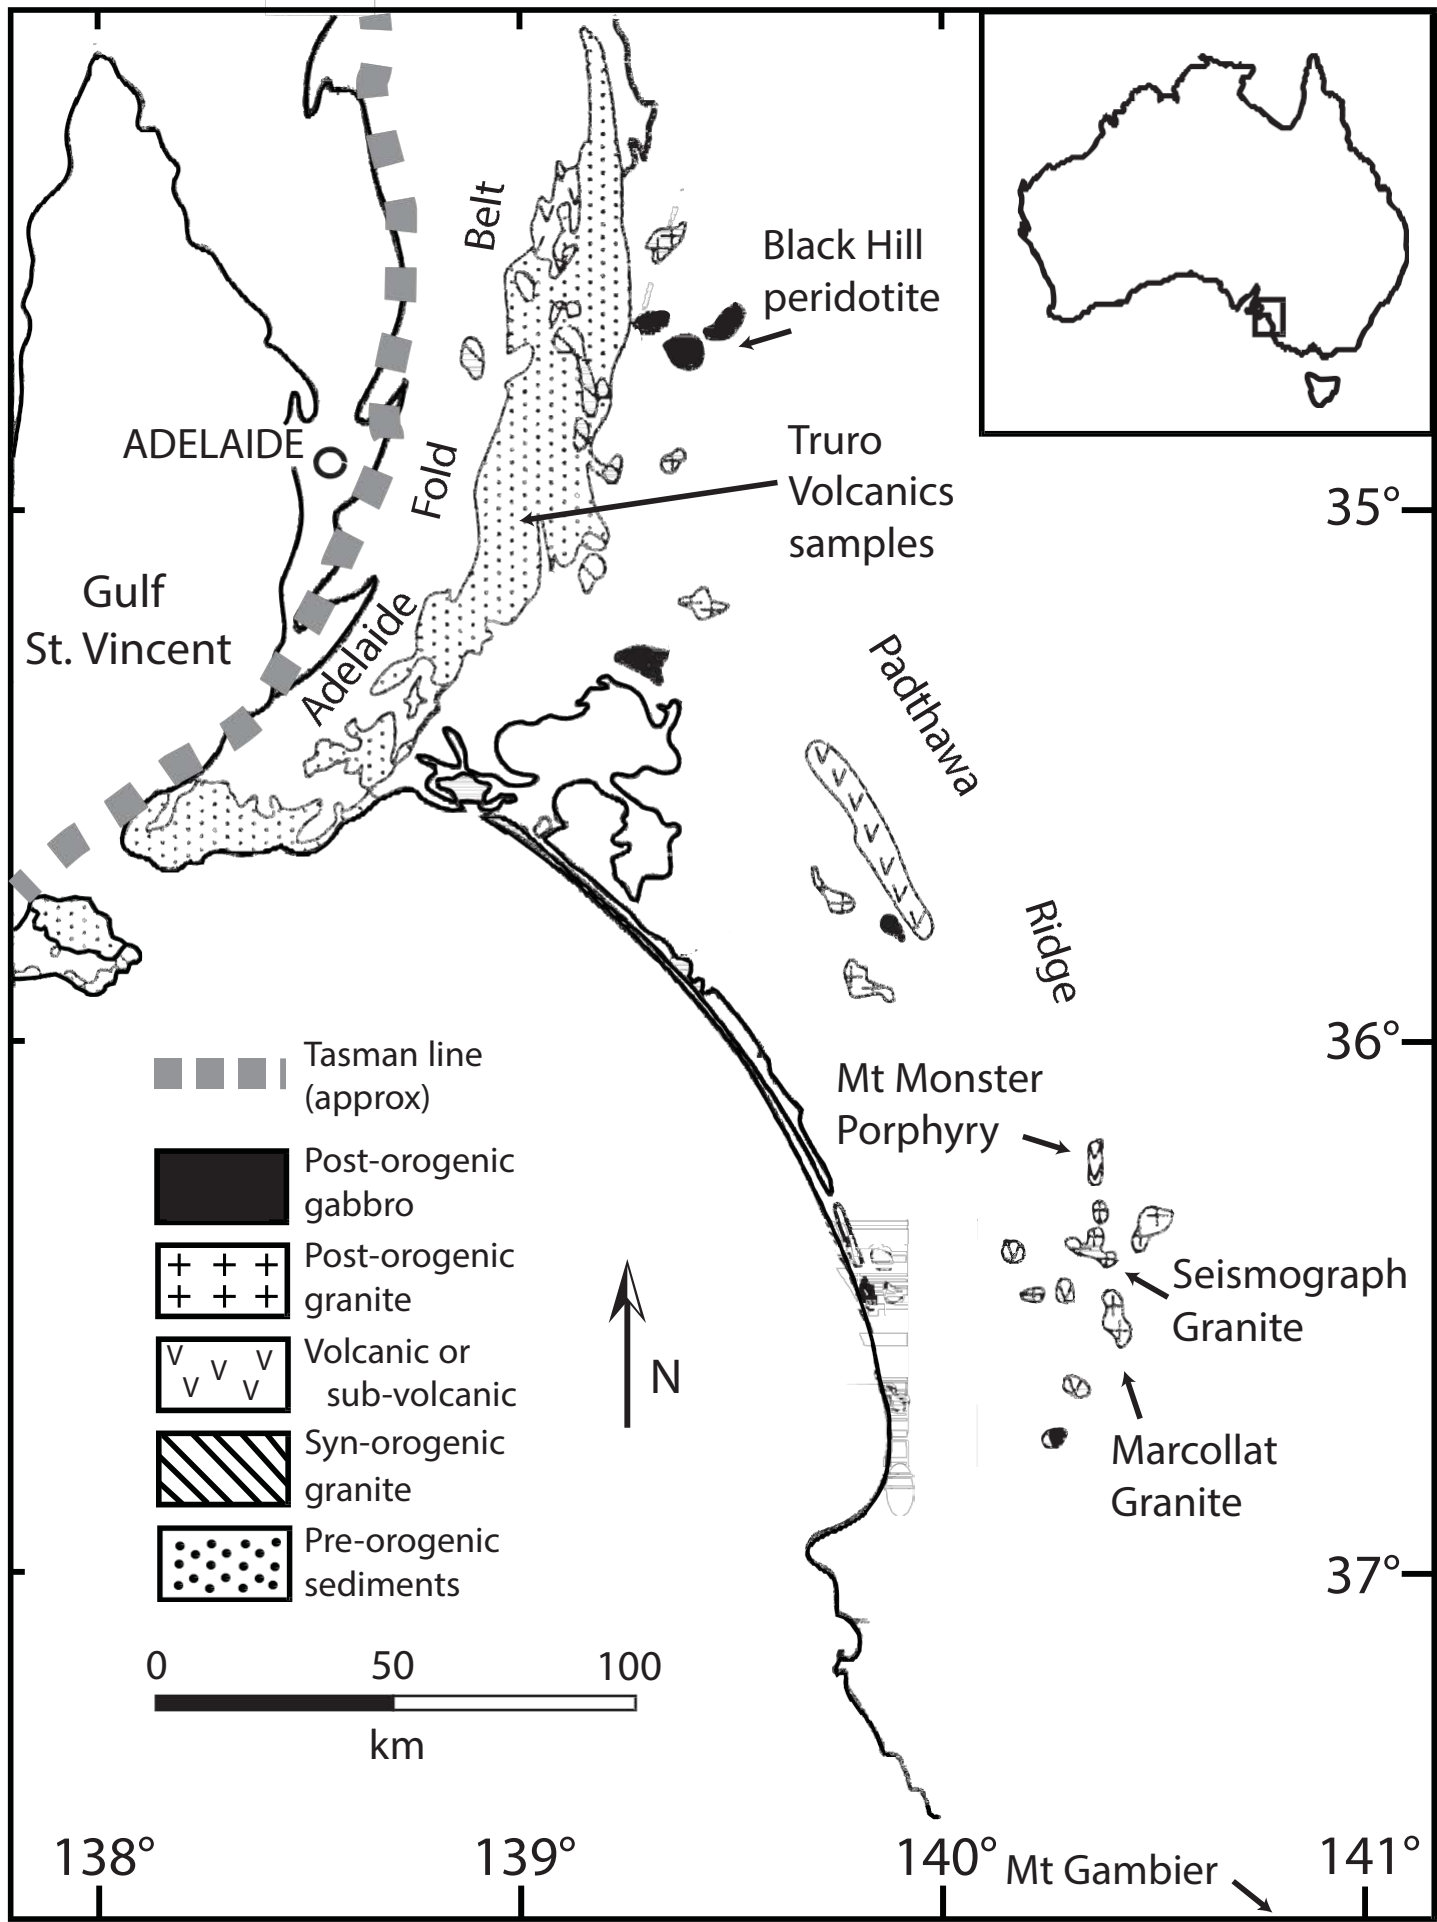 Belt
Black Hill
peridotite
ADELAIDE
Fold
Truro
Volcanics
samples
35°
Gulf
St. Vincent
Adelaide
Padthawa
Ridge
36°
Tasman line
(approx)
Mt Monster
Porphyry
Post-orogenic
gabbro
Post-orogenic
granite
Seismograph
Granite
Volcanic or
sub-volcanic
N
Syn-orogenic
granite
Marcollat
Granite
Pre-orogenic
sediments
37°
0 50 100
km
138° 139° 140° 141°
Mt Gambier